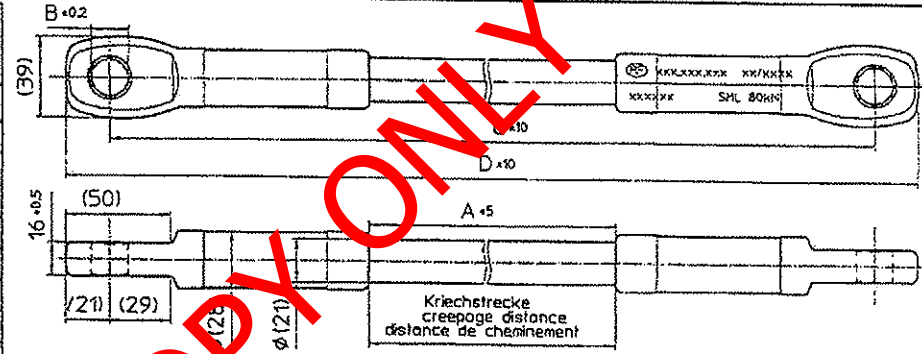 B ±0.2
(39)
xxx.xxx.xxx xx/xxxx
xxxxxx SML 80kN
±10
D ±10
(50)
A ±5
16 ±0.5
(21) (29)
Φ(21)
Kriechstrecke
creepage distance
distance de cheminement
ONLY